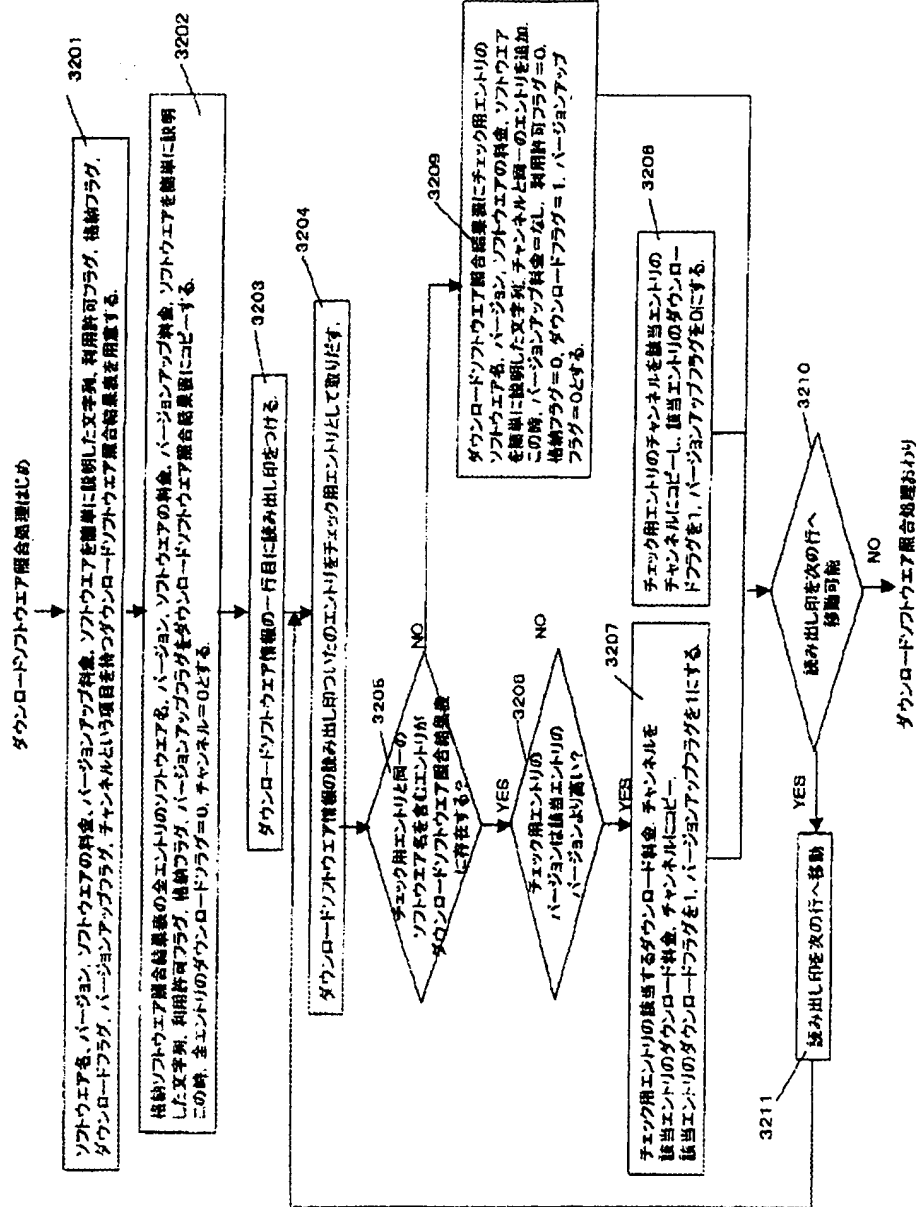 ダウンロードソフトウエア照合処理はじめ
3201
ソフトウエア名、バージョン、ソフトウエアの料金、バージョンアップ料金、ソフトウエアを簡単に説明した文字列、利用許可フラグ、格納フラグ、
ダウンロードフラグ、バージョンアップフラグ、チャンネルという項目を持つダウンロードソフトウエア照合結果表を用意する。
3202
格納ソフトウエア照合結果表の全エントリのソフトウエア名、バージョン、ソフトウエアの料金、バージョンアップ料金、ソフトウエアを簡単に説明
した文字列、利用許可フラグ、格納フラグ、バージョンアップフラグをダウンロードソフトウエア照合結果表にコピーする。
この時、全エントリのダウンロードフラグ=0、チャンネル=0とする。
3203
ダウンロードソフトウエア情報の一行目に読み出し印をつける。
3204
ダウンロードソフトウエア情報の読み出し印ついたのエントリをチェック用エントリとして取りだす。
3205
チェック用エントリと同一の
ソフトウエア名を含むエントリが
ダウンロードソフトウエア照合結果表
に存在する?
NO
YES
3209
ダウンロードソフトウエア照合結果表にチェック用エントリの
ソフトウエア名、バージョン、ソフトウエアの料金、ソフトウエア
を簡単に説明した文字列、チャンネルと同一のエントリを追加。
この時、バージョンアップ料金=なし、利用許可フラグ=0、
格納フラグ=0、ダウンロードフラグ=1、バージョンアップ
フラグ=0とする。
3206
チェック用エントリの
バージョンは該当エントリの
バージョンより高い?
NO
YES
3207
チェック用エントリの該当するダウンロード料金、チャンネルを
該当エントリのダウンロード料金、チャンネルにコピー。
該当エントリのダウンロードフラグを1、バージョンアップフラグを1にする。
3208
チェック用エントリのチャンネルを該当エントリの
チャンネルにコピーし、該当エントリのダウンロー
ドフラグを1、バージョンアップフラグを0にする。
3210
読み出し印を次の行へ
移動可能
YES
NO
3211
読み出し印を次の行へ移動
ダウンロードソフトウエア照合処理おわり